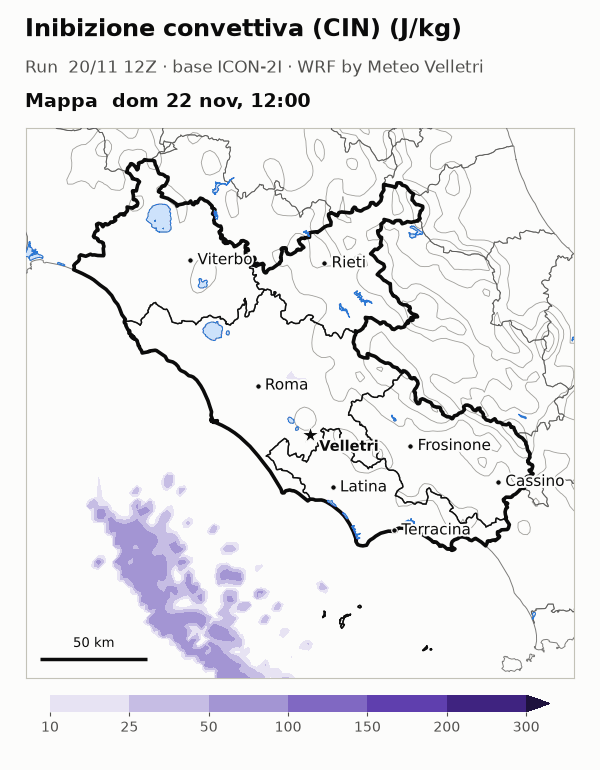 Inibizione convettiva (CIN) (J/kg)
Run  20/11 12Z · base ICON-2I · WRF by Meteo Velletri
Mappa  dom 22 nov, 12:00
Viterbo
Rieti
Roma
Velletri
Frosinone
Latina
Cassino
Terracina
50 km
10 25 50 100 150 200 300